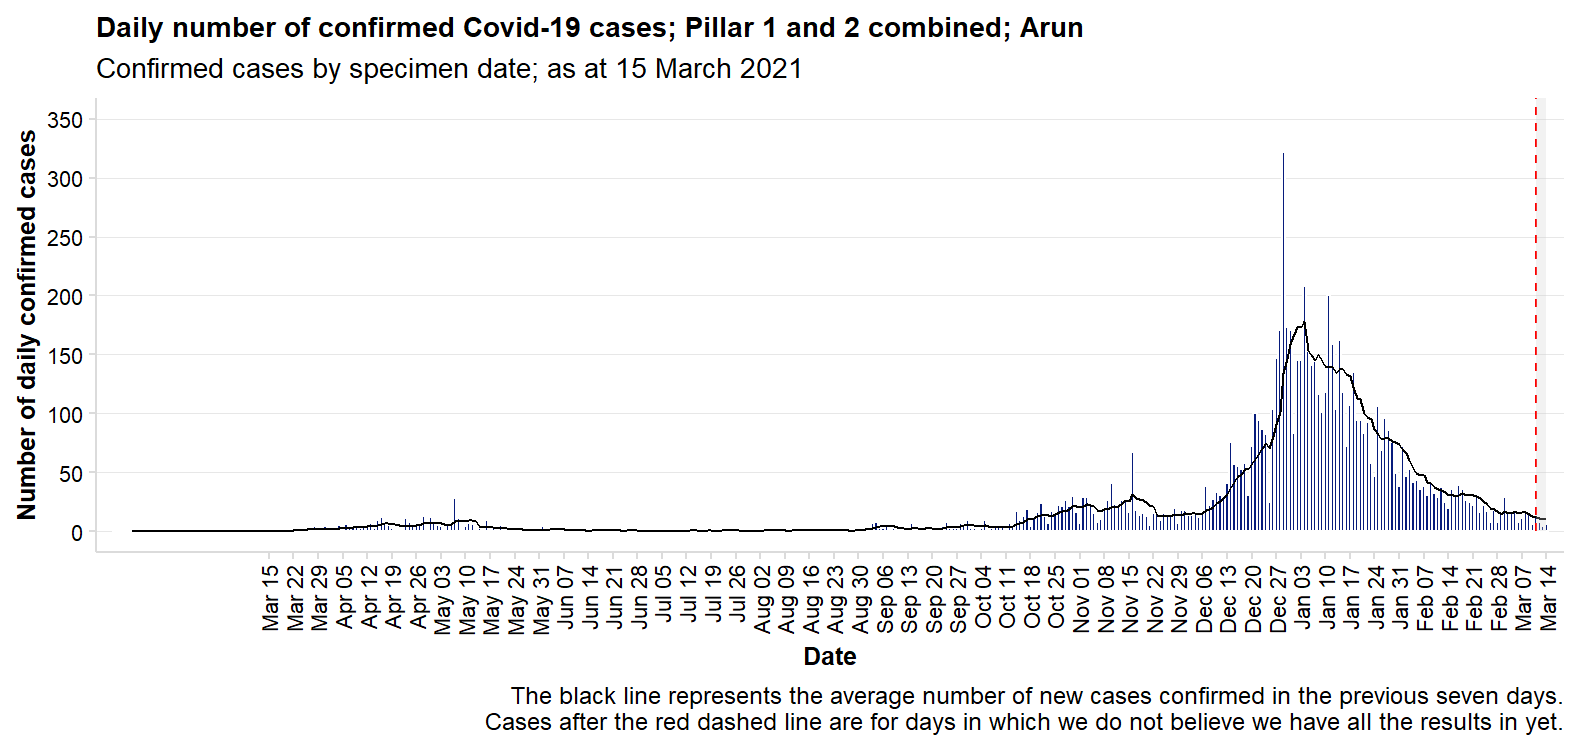 Daily number of confirmed Covid-19 cases; Pillar 1 and 2 combined; Arun
Confirmed cases by specimen date; as at 15 March 2021
Number of daily confirmed cases
350
300
250
200
150
100
50
0
Mar 15
Mar 22
Mar 29
Apr 05
Apr 12
Apr 19
Apr 26
May 03
May 10
May 17
May 24
May 31
Jun 07
Jun 14
Jun 21
Jun 28
Jul 05
Jul 12
Jul 19
Jul 26
Aug 02
Aug 09
Aug 16
Aug 23
Aug 30
Sep 06
Sep 13
Sep 20
Sep 27
Oct 04
Oct 11
Oct 18
Oct 25
Nov 01
Nov 08
Nov 15
Nov 22
Nov 29
Dec 06
Dec 13
Dec 20
Dec 27
Jan 03
Jan 10
Jan 17
Jan 24
Jan 31
Feb 07
Feb 14
Feb 21
Feb 28
Mar 07
Mar 14
Date
The black line represents the average number of new cases confirmed in the previous seven days.
Cases after the red dashed line are for days in which we do not believe we have all the results in yet.